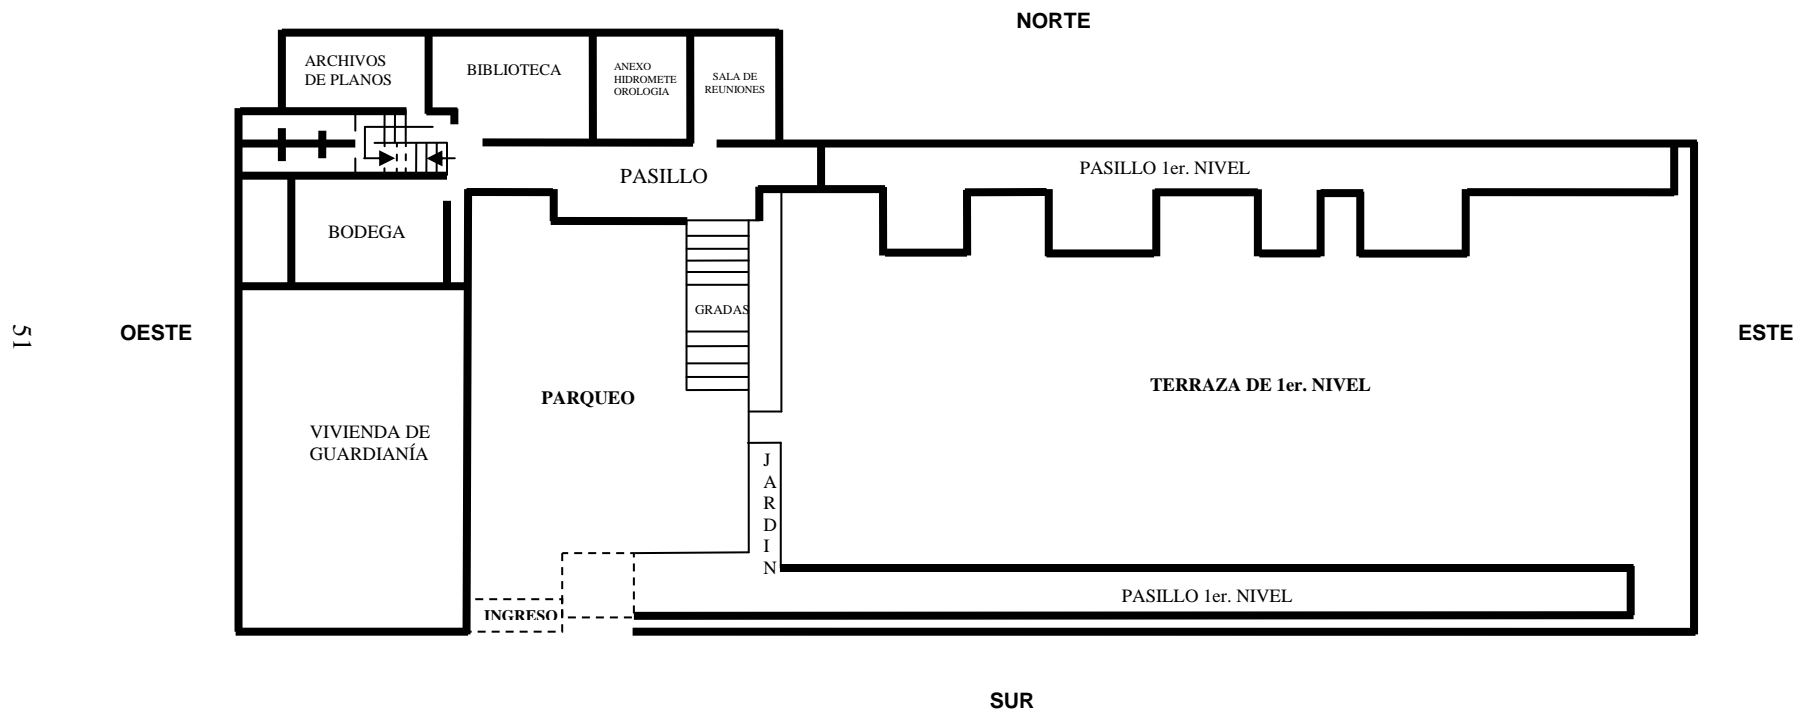 NORTE
ARCHIVOS
DE PLANOS
BIBLIOTECA
ANEXO
HIDROMETE
OROLOGIA
SALA DE
REUNIONES
PASILLO
PASILLO 1er. NIVEL
BODEGA
GRADAS
51
OESTE
ESTE
PARQUEO
TERRAZA DE 1er. NIVEL
VIVIENDA DE
GUARDIANÍA
J
A
R
D
I
N
INGRESO
PASILLO 1er. NIVEL
SUR